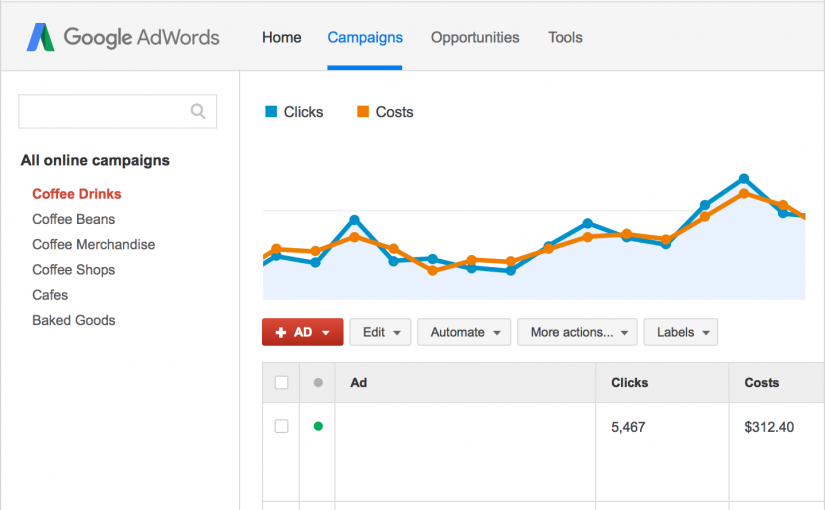 Google AdWords
Home Campaigns Opportunities Tools
Clicks Costs
All online campaigns
Coffee Drinks
Coffee Beans
Coffee Merchandise
Coffee Shops
Cafes
Baked Goods
AD Edit Automate More actions... Labels
Ad Clicks Costs
5,467 $312.40